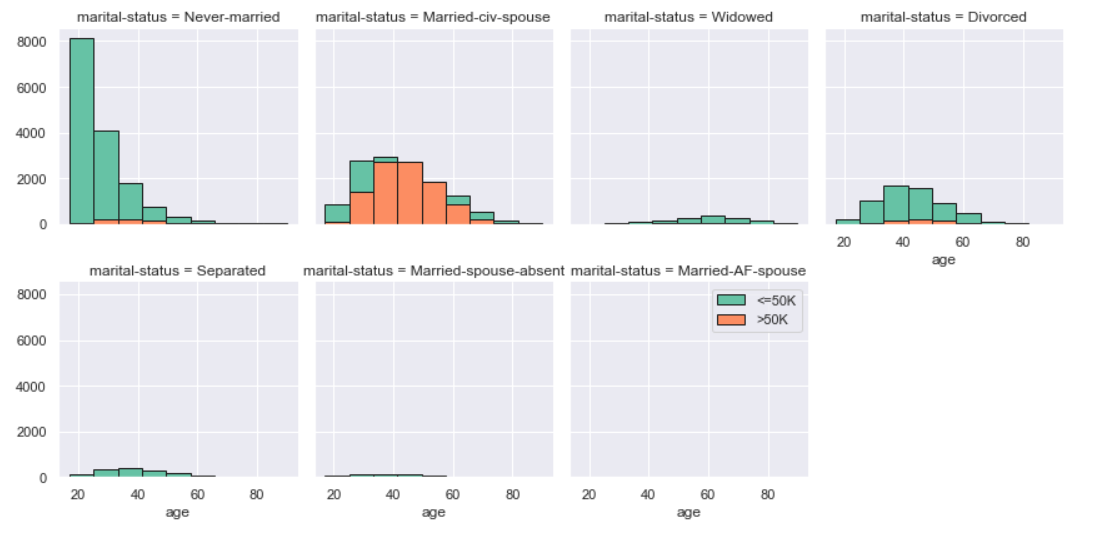 marital-status = Never-married
marital-status = Married-civ-spouse
marital-status = Widowed
marital-status = Divorced
8000
6000
4000
2000
0
20 40 60 80
age
marital-status = Separated
marital-status = Married-spouse-absent
marital-status = Married-AF-spouse
8000
6000
4000
2000
0
<=50K
>50K
20 40 60 80
20 40 60 80
20 40 60 80
age
age
age